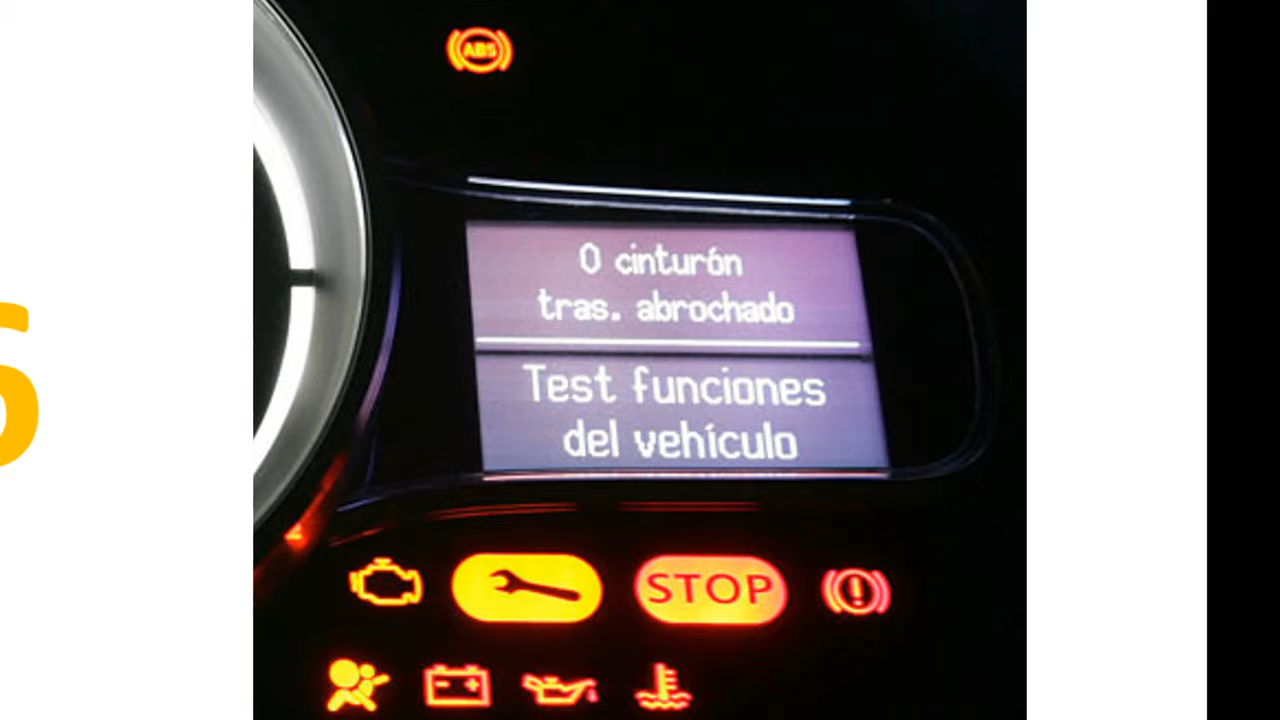 ABS
0 cinturón
tras. abrochado
Test funciones
del vehículo
STOP